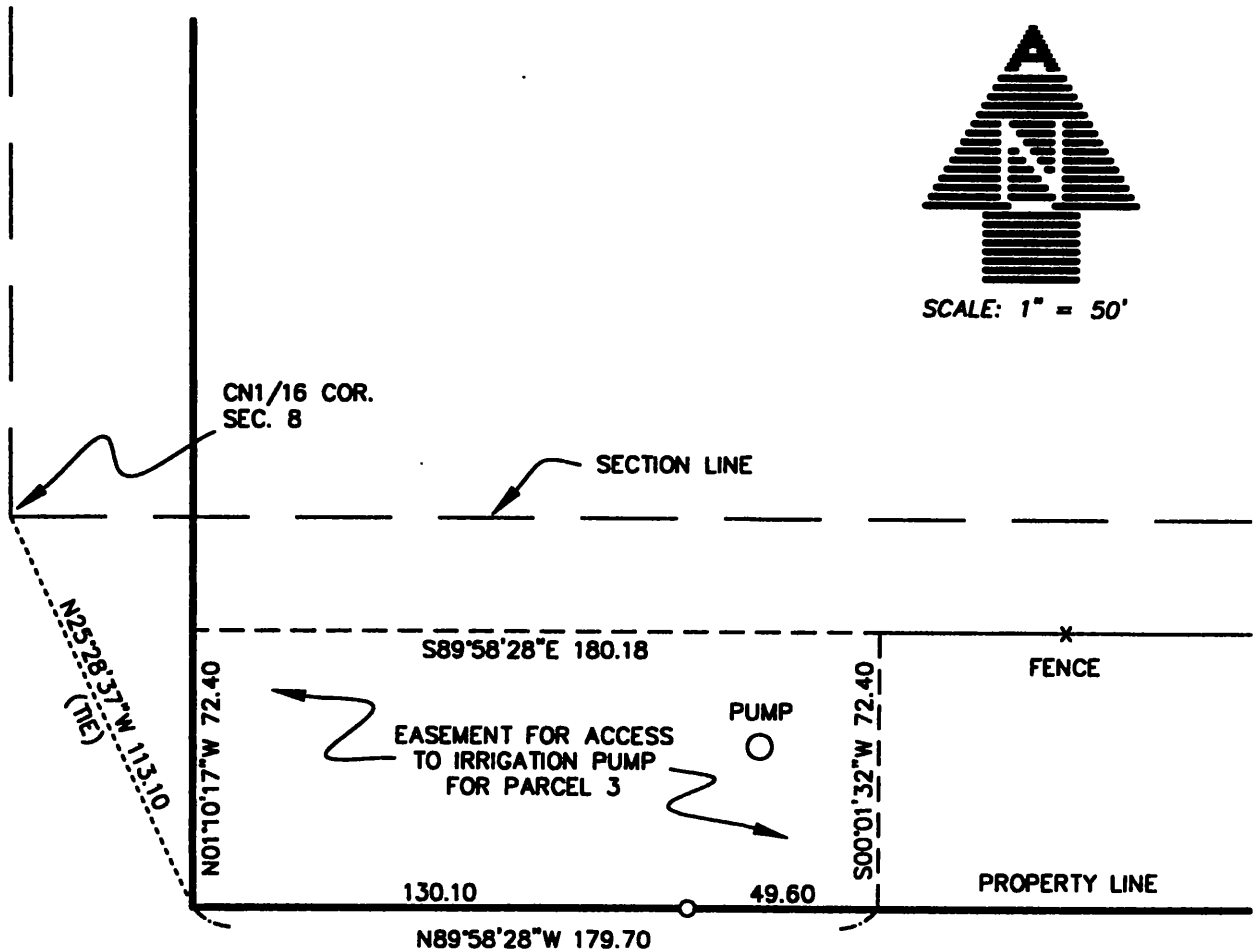 N
SCALE: 1" = 50'
CN1/16 COR.
SEC. 8
SECTION LINE
S89°58'28"E 180.18
FENCE
N25°28'37"W 113.10
(TIE)
N01°10'17"W 72.40
PUMP
EASEMENT FOR ACCESS
TO IRRIGATION PUMP
FOR PARCEL 3
S00°01'32"W 72.40
130.10
49.60
PROPERTY LINE
N89°58'28"W 179.70